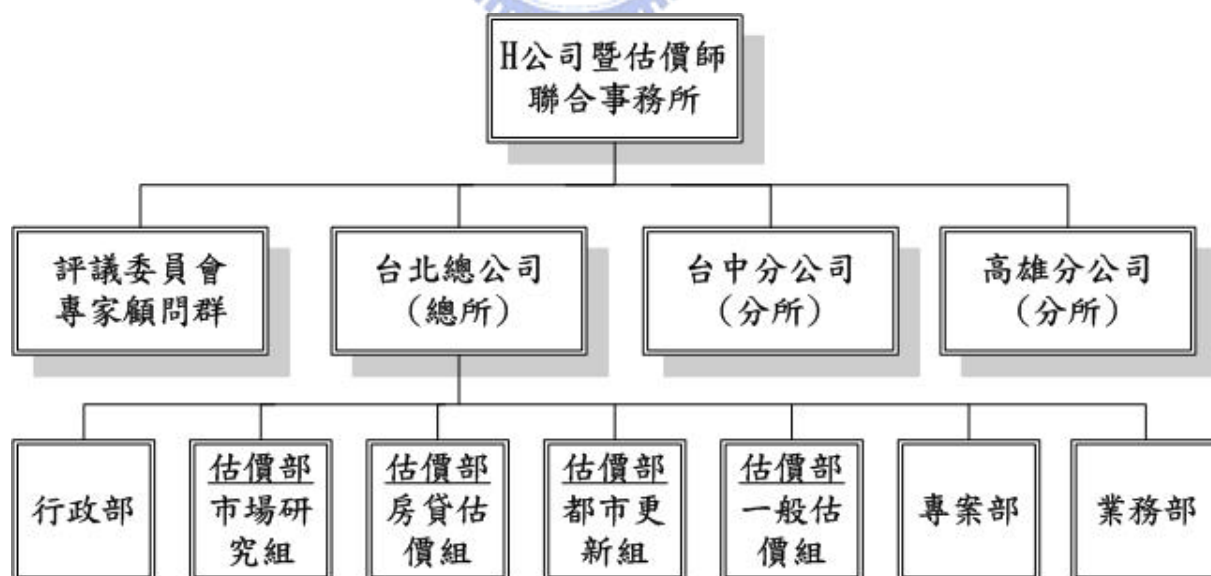 H公司暨估價師
聯合事務所
評議委員會
專家顧問群
台北總公司
(總所)
台中分公司
(分所)
高雄分公司
(分所)
行政部
估價部
市場研
究組
估價部
房貸估
價組
估價部
都市更
新組
估價部
一般估
價組
專案部
業務部